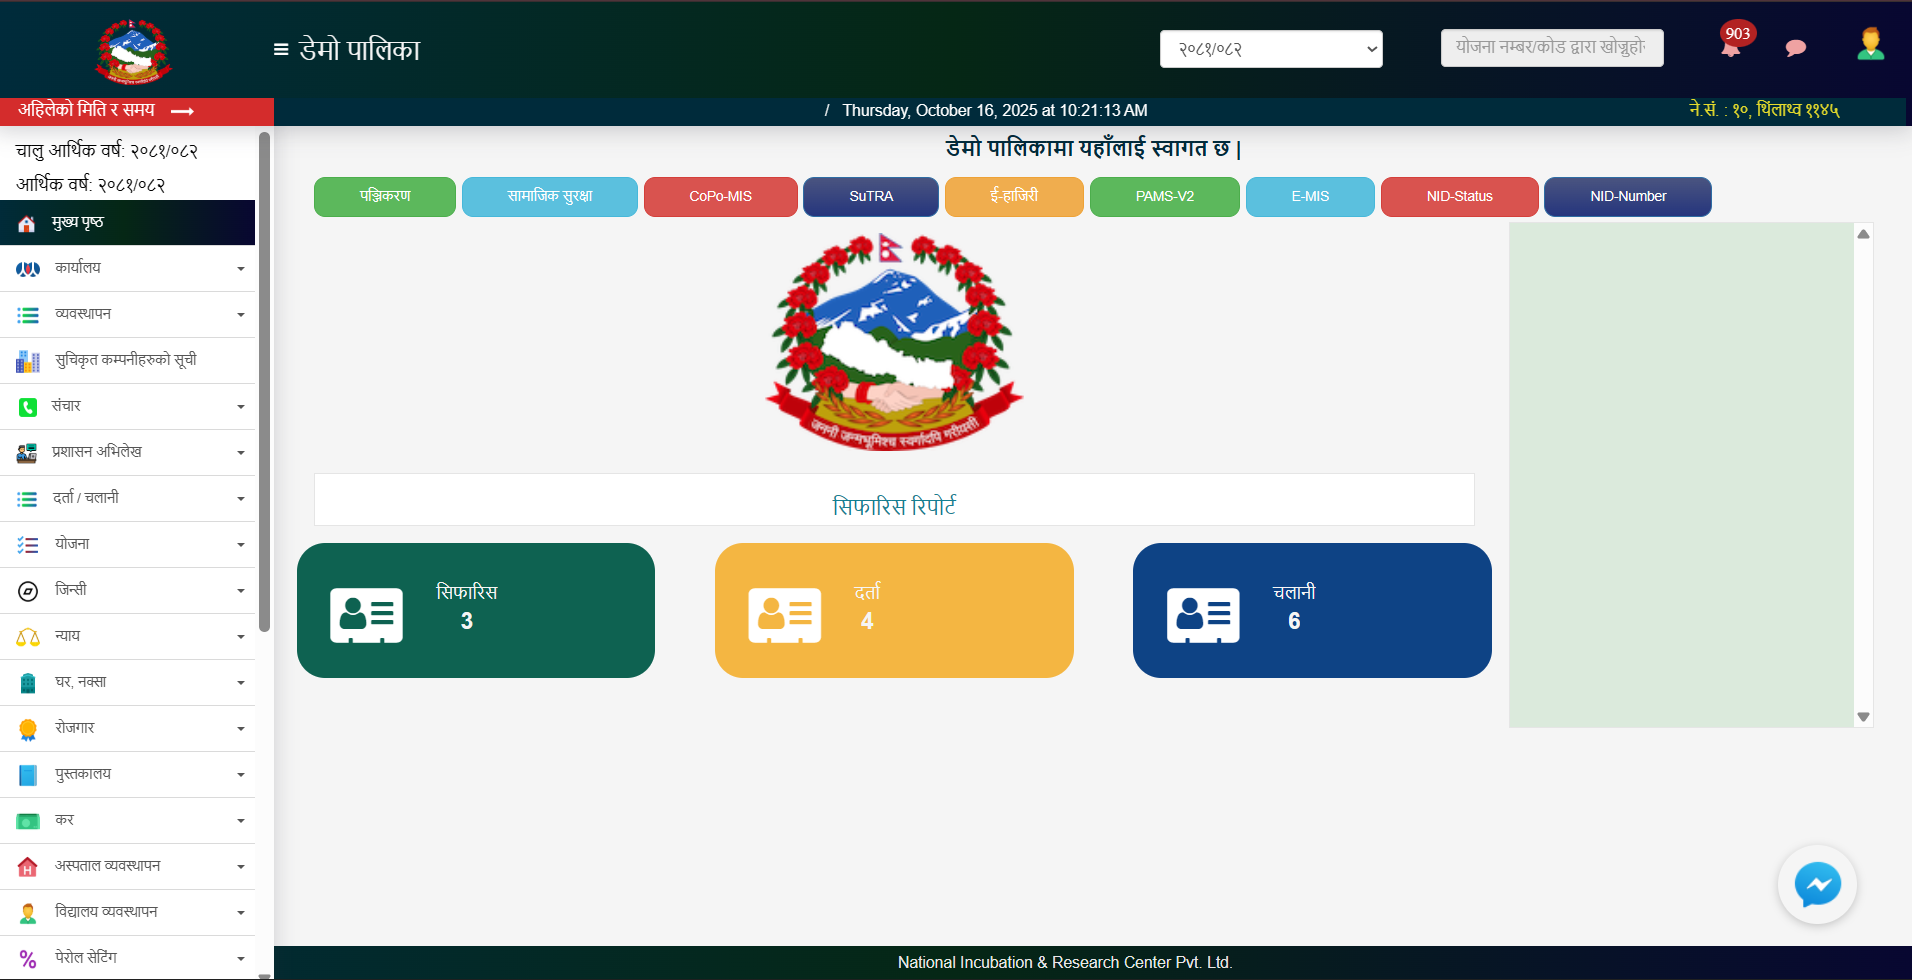 डेमो पालिका
२०८१/०८२
योजना नम्बर/कोड द्वारा खोज्नुहो
903
अहिलेको मिति र समय
/ Thursday, October 16, 2025 at 10:21:13 AM
ने.सं. : १०, थिंलाथ्व ११४५
चालु आर्थिक वर्ष: २०८१/०८२
आर्थिक वर्ष: २०८१/०८२
मुख्य पृष्ठ
कार्यालय
व्यवस्थापन
सुचिकृत कम्पनीहरुको सूची
संचार
प्रशासन अभिलेख
दर्ता / चलानी
योजना
जिन्सी
न्याय
घर, नक्सा
रोजगार
पुस्तकालय
कर
अस्पताल व्यवस्थापन
विद्यालय व्यवस्थापन
पेरोल सेटिंग
डेमो पालिकामा यहाँलाई स्वागत छ |
पञ्जिकरण
सामाजिक सुरक्षा
CoPo-MIS
SuTRA
ई-हाजिरी
PAMS-V2
E-MIS
NID-Status
NID-Number
जननी जन्मभूमिश्च स्वर्गादपि गरीयसी
सिफारिस रिपोर्ट
सिफारिस
3
दर्ता
4
चलानी
6
National Incubation & Research Center Pvt. Ltd.